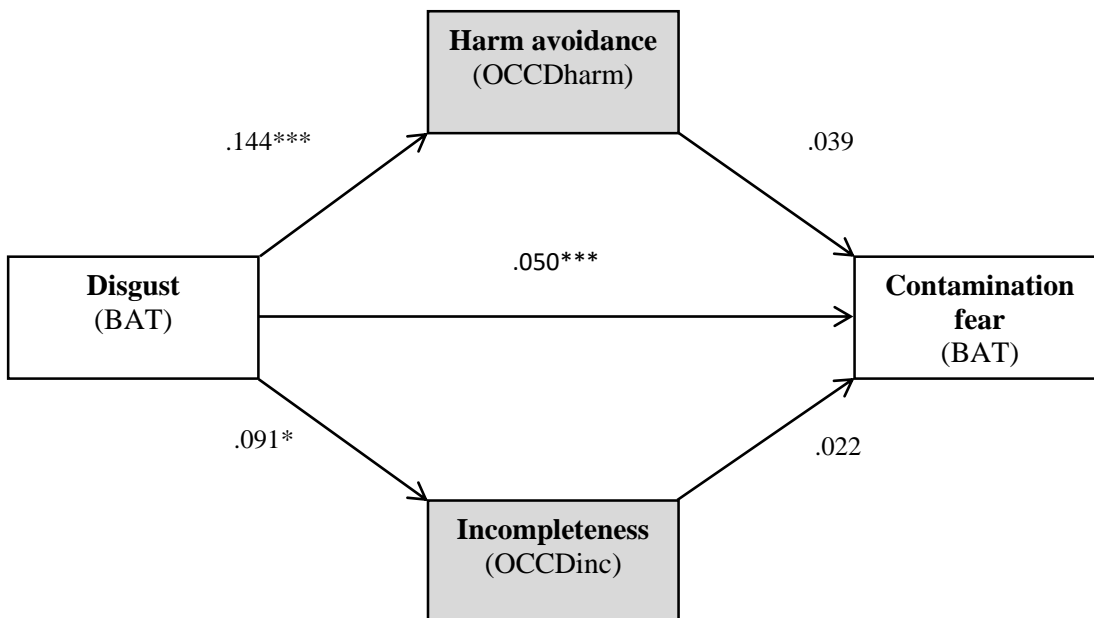 Harm avoidance
(OCCDharm)
.144***
.039
.050***
Disgust
(BAT)
Contamination
fear
(BAT)
.091*
.022
Incompleteness
(OCCDinc)